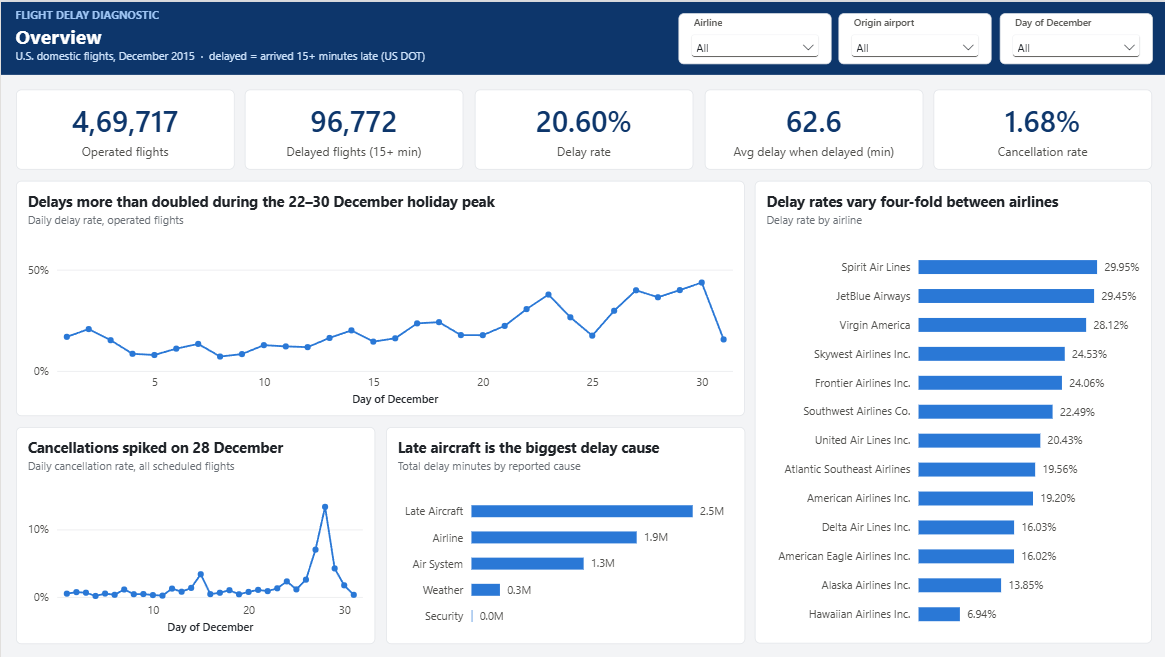 FLIGHT DELAY DIAGNOSTIC
Overview
U.S. domestic flights, December 2015 · delayed = arrived 15+ minutes late (US DOT)
Airline
All
Origin airport
All
Day of December
All
4,69,717
Operated flights
96,772
Delayed flights (15+ min)
20.60%
Delay rate
62.6
Avg delay when delayed (min)
1.68%
Cancellation rate
Delays more than doubled during the 22–30 December holiday peak
Daily delay rate, operated flights
50%
0%
5 10 15 20 25 30
Day of December
Cancellations spiked on 28 December
Daily cancellation rate, all scheduled flights
10%
0%
10 20 30
Day of December
Late aircraft is the biggest delay cause
Total delay minutes by reported cause
Late Aircraft 2.5M
Airline 1.9M
Air System 1.3M
Weather 0.3M
Security 0.0M
Delay rates vary four-fold between airlines
Delay rate by airline
Spirit Air Lines 29.95%
JetBlue Airways 29.45%
Virgin America 28.12%
Skywest Airlines Inc. 24.53%
Frontier Airlines Inc. 24.06%
Southwest Airlines Co. 22.49%
United Air Lines Inc. 20.43%
Atlantic Southeast Airlines 19.56%
American Airlines Inc. 19.20%
Delta Air Lines Inc. 16.03%
American Eagle Airlines Inc. 16.02%
Alaska Airlines Inc. 13.85%
Hawaiian Airlines Inc. 6.94%